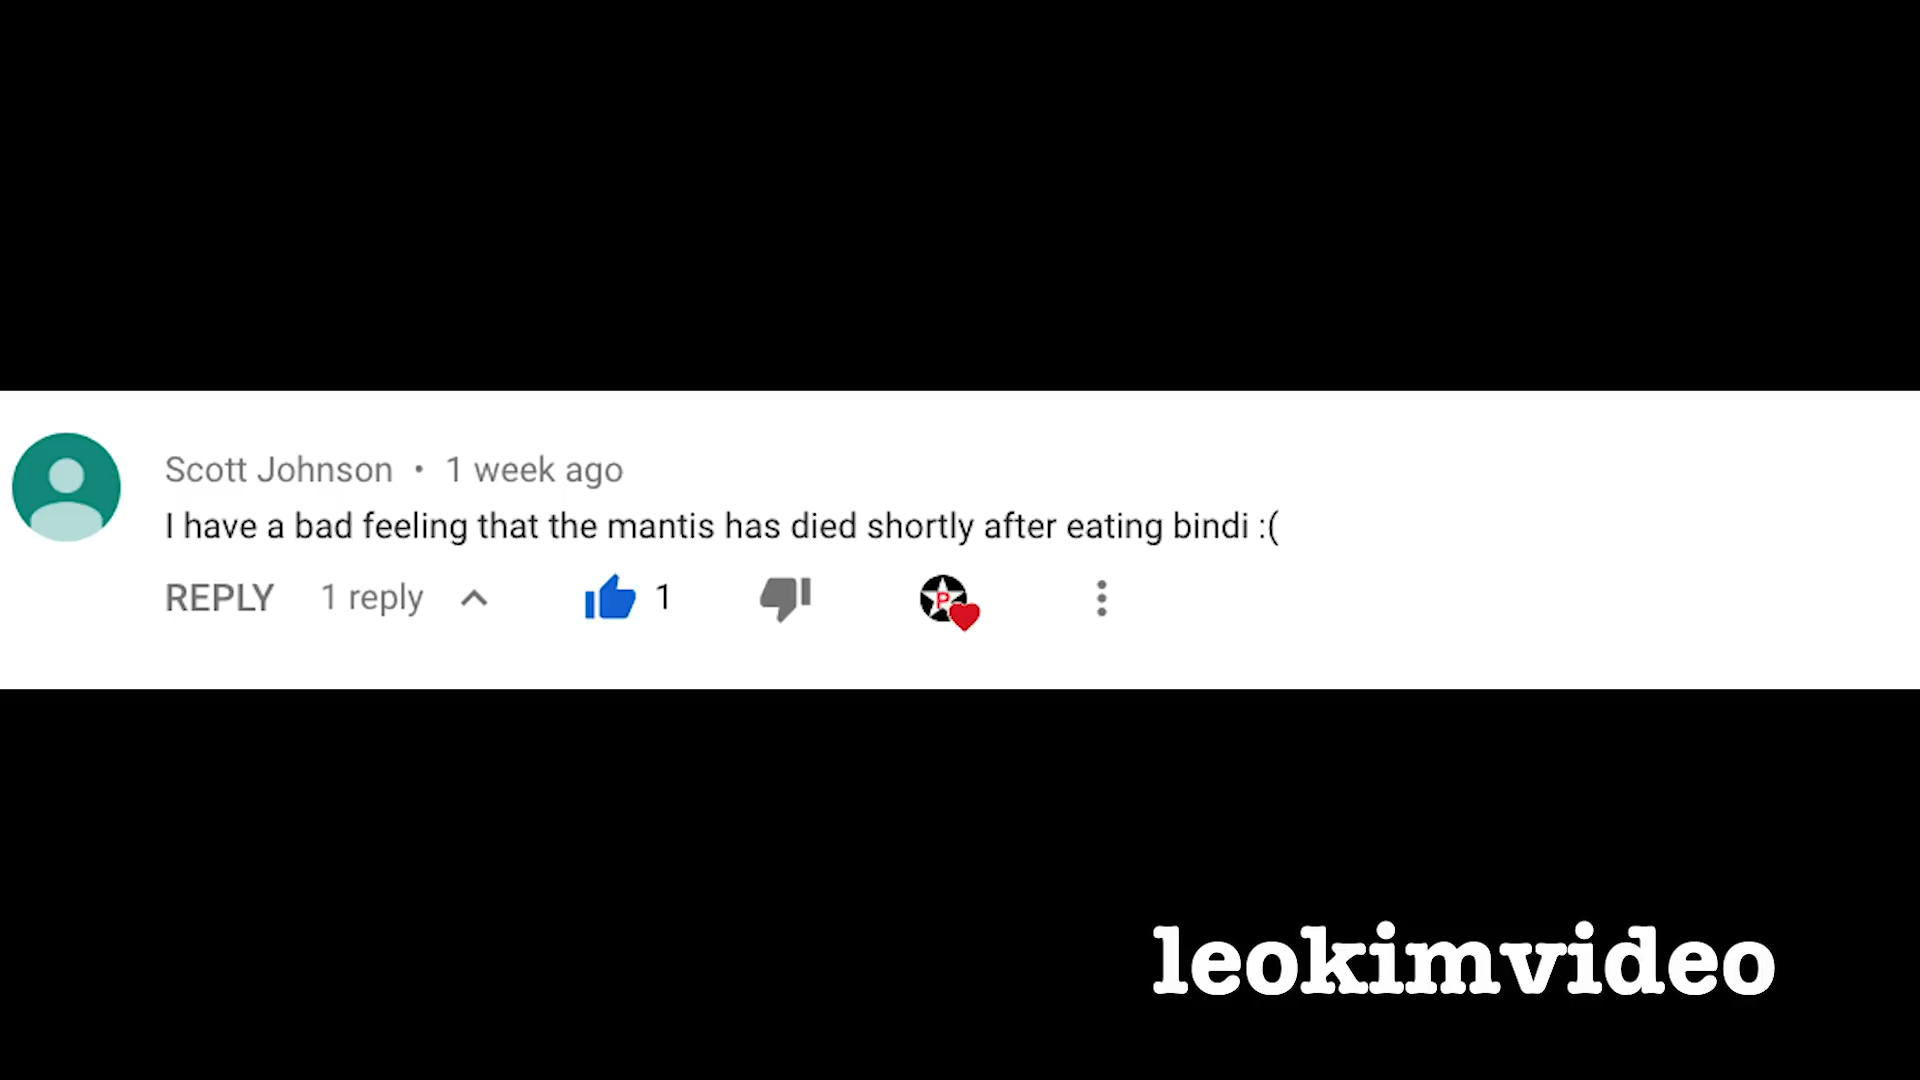 Scott Johnson • 1 week ago
I have a bad feeling that the mantis has died shortly after eating bindi :(
REPLY 1 reply 1 P
leokimvideo